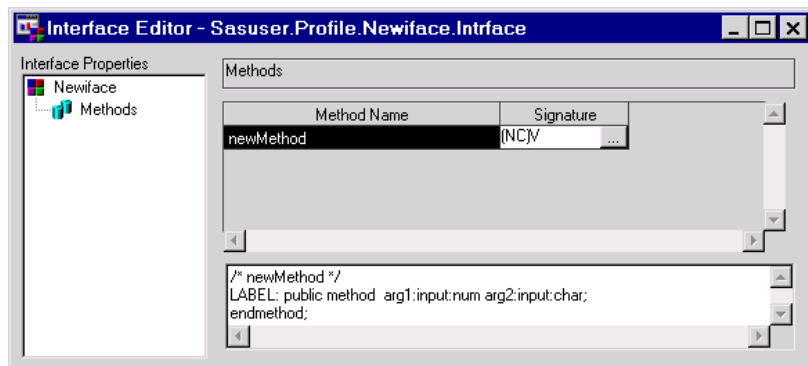 Interface Editor - Sasuser.Profile.Newiface.Intrface
Interface Properties
Newiface
Methods
Methods
Method Name Signature
newMethod (NC)V ...
/* newMethod */
LABEL: public method arg1:input:num arg2:input:char;
endmethod;